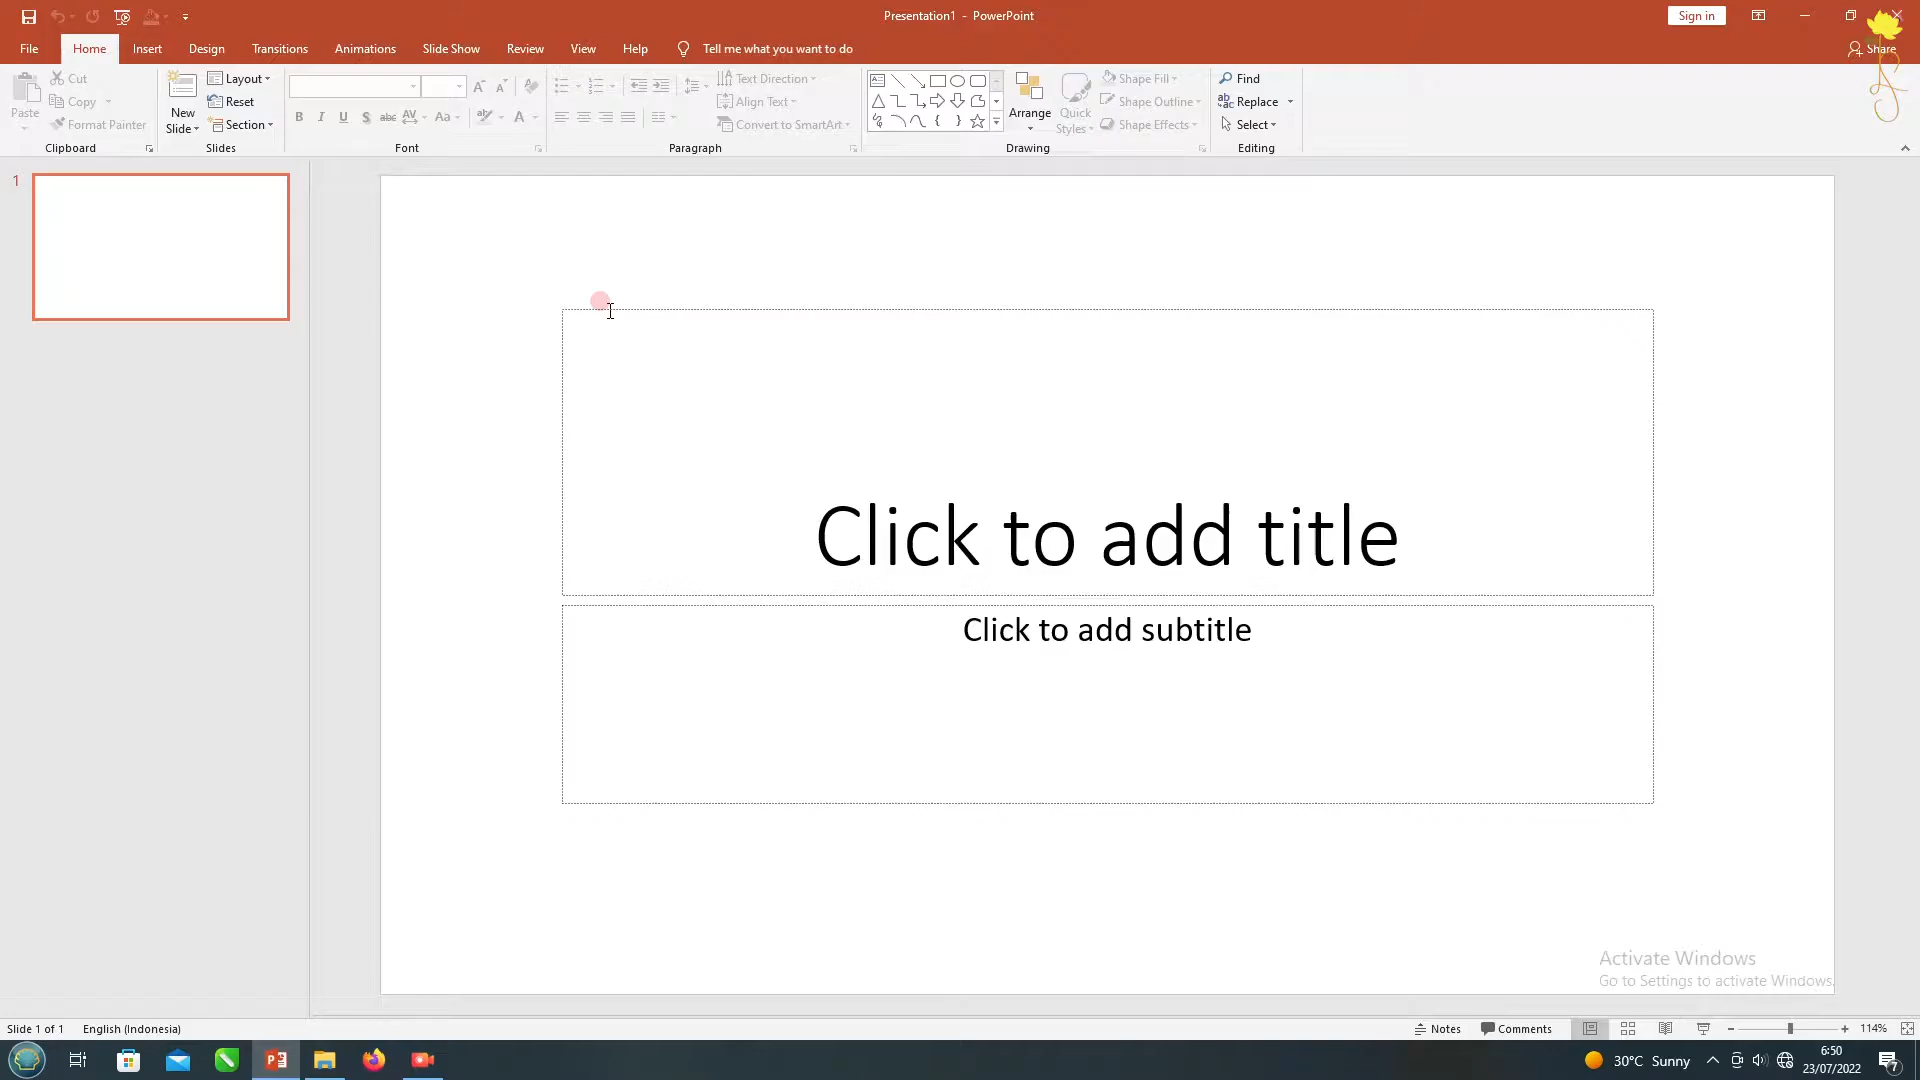 Presentation1 - PowerPoint
Sign in
File Home Insert Design Transitions Animations Slide Show Review View Help Tell me what you want to do Share
Paste
Cut
Copy
Format Painter
Clipboard
New Slide
Layout
Reset
Section
Slides
B I U S abc AV Aa A
Font
Text Direction
Align Text
Convert to SmartArt
Paragraph
Arrange
Quick Styles
Shape Fill
Shape Outline
Shape Effects
Drawing
Find
Replace
Select
Editing
1
Click to add title
Click to add subtitle
Activate Windows
Go to Settings to activate Windows.
Slide 1 of 1 English (Indonesia) Notes Comments 114%
30°C Sunny
6:50
23/07/2022
7